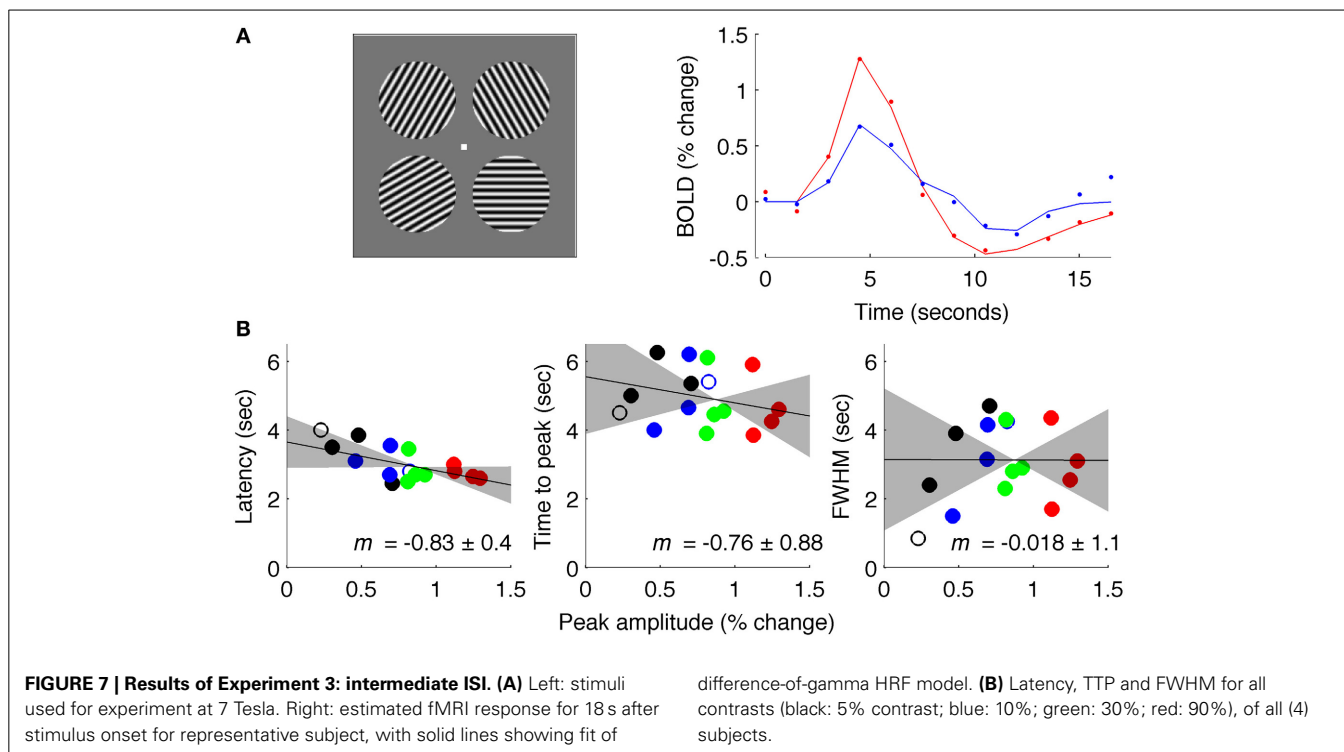 A
1.5
1
0.5
0
-0.5
BOLD (% change)
0 5 10 15
Time (seconds)
B
6
4
2
0
Latency (sec)
m = -0.83 ± 0.4
0 0.5 1 1.5
6
4
2
0
Time to peak (sec)
m = -0.76 ± 0.88
0 0.5 1 1.5
6
4
2
0
FWHM (sec)
m = -0.018 ± 1.1
0 0.5 1 1.5
Peak amplitude (% change)
FIGURE 7 | Results of Experiment 3: intermediate ISI. (A) Left: stimuli
used for experiment at 7 Tesla. Right: estimated fMRI response for 18 s after
stimulus onset for representative subject, with solid lines showing fit of
difference-of-gamma HRF model. (B) Latency, TTP and FWHM for all
contrasts (black: 5% contrast; blue: 10%; green: 30%; red: 90%), of all (4)
subjects.